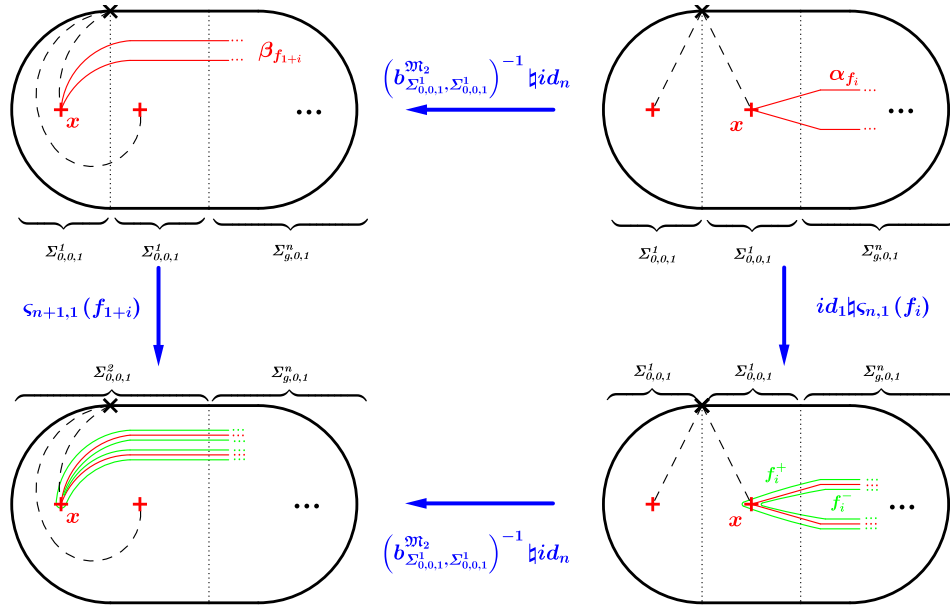 β_{f_{1+i}}
x
...
(b^{𝔐_2}_{Σ^1_{0,0,1},Σ^1_{0,0,1}})^{-1} ♮id_n
α_{f_i}
x
...
Σ^1_{0,0,1} Σ^1_{0,0,1} Σ^n_{g,0,1}
Σ^1_{0,0,1} Σ^1_{0,0,1} Σ^n_{g,0,1}
ς_{n+1,1} (f_{1+i})
id_1♮ς_{n,1} (f_i)
Σ^2_{0,0,1} Σ^n_{g,0,1}
Σ^1_{0,0,1} Σ^1_{0,0,1} Σ^n_{g,0,1}
x
...
f_i^+
f_i^-
x
...
(b^{𝔐_2}_{Σ^1_{0,0,1},Σ^1_{0,0,1}})^{-1} ♮id_n